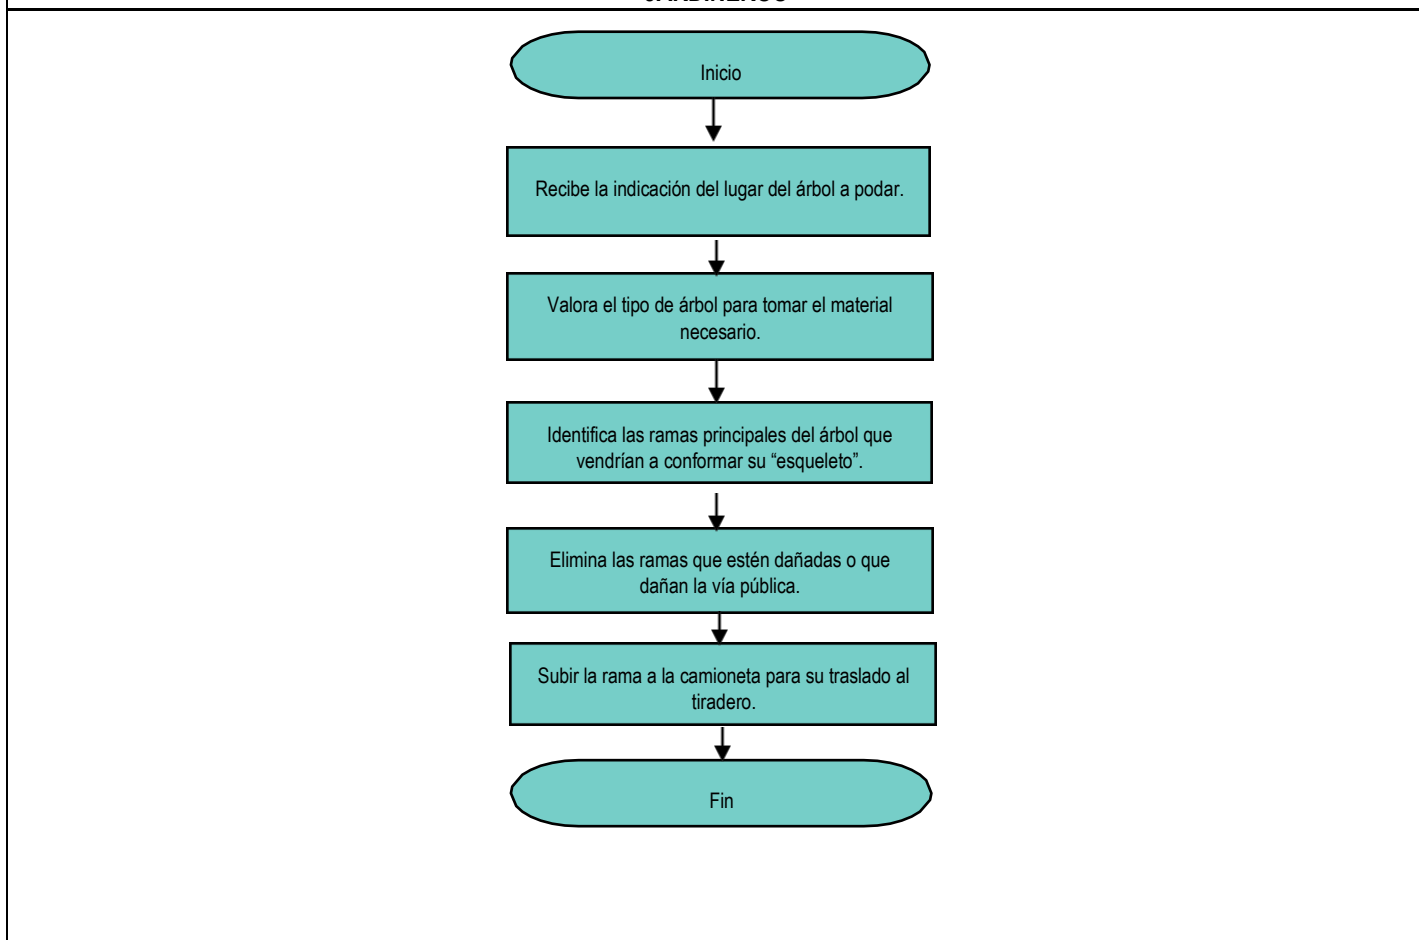 JARDINEROS
Inicio
Recibe la indicación del lugar del árbol a podar.
Valora el tipo de árbol para tomar el material
necesario.
Identifica las ramas principales del árbol que
vendrían a conformar su “esqueleto”.
Elimina las ramas que estén dañadas o que
dañan la vía pública.
Subir la rama a la camioneta para su traslado al
tiradero.
Fin